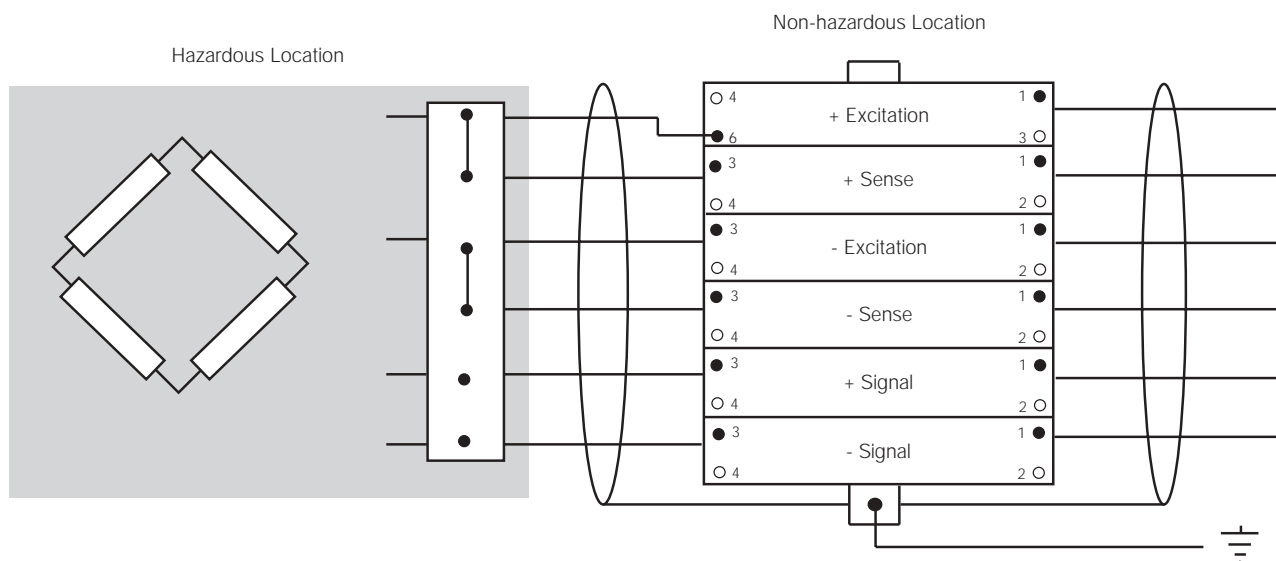 Non-hazardous Location
Hazardous Location
4 1
+ Excitation
6 3
3 1
+ Sense
4 2
3 1
- Excitation
4 2
3 1
- Sense
4 2
3 1
+ Signal
4 2
3 1
- Signal
4 2